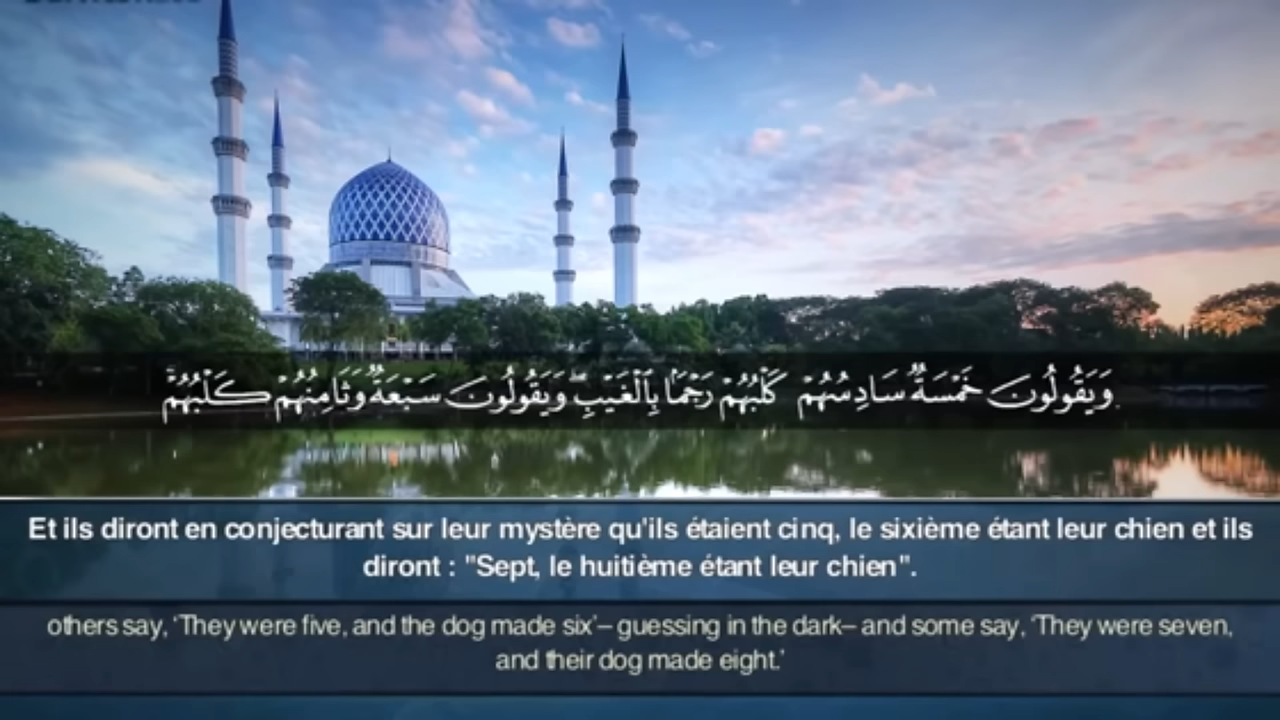 وَيَقُولُونَ خَمْسَةٌ سَادِسُهُمْ كَلْبُهُمْ رَجْمًۢا بِٱلْغَيْبِ ۖ وَيَقُولُونَ سَبْعَةٌ وَثَامِنُهُمْ كَلْبُهُمْ ۚ
Et ils diront en conjecturant sur leur mystère qu'ils étaient cinq, le sixième étant leur chien et ils
diront : "Sept, le huitième étant leur chien".
others say, ‘They were five, and the dog made six’– guessing in the dark– and some say, ‘They were seven,
and their dog made eight.’